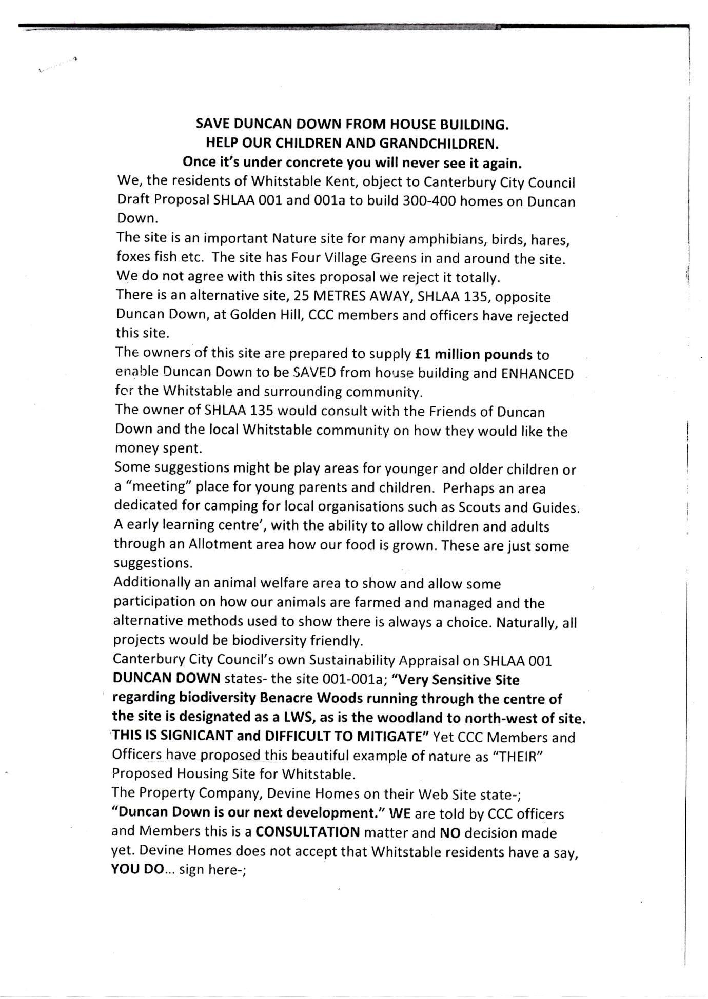 SAVE DUNCAN DOWN FROM HOUSE BUILDING.
HELP OUR CHILDREN AND GRANDCHILDREN.
Once it's under concrete you will never see it again.
We, the residents of Whitstable Kent, object to Canterbury City Council
Draft Proposal SHLAA 001 and 001a to build 300-400 homes on Duncan
Down.
The site is an important Nature site for many amphibians, birds, hares,
foxes fish etc. The site has Four Village Greens in and around the site.
We do not agree with this sites proposal we reject it totally.
There is an alternative site, 25 METRES AWAY, SHLAA 135, opposite
Duncan Down, at Golden Hill, CCC members and officers have rejected
this site.
The owners of this site are prepared to supply £1 million pounds to
enable Duncan Down to be SAVED from house building and ENHANCED
for the Whitstable and surrounding community.
The owner of SHLAA 135 would consult with the Friends of Duncan
Down and the local Whitstable community on how they would like the
money spent.
Some suggestions might be play areas for younger and older children or
a "meeting" place for young parents and children. Perhaps an area
dedicated for camping for local organisations such as Scouts and Guides.
A early learning centre', with the ability to allow children and adults
through an Allotment area how our food is grown. These are just some
suggestions.
Additionally an animal welfare area to show and allow some
participation on how our animals are farmed and managed and the
alternative methods used to show there is always a choice. Naturally, all
projects would be biodiversity friendly.
Canterbury City Council's own Sustainability Appraisal on SHLAA 001
DUNCAN DOWN states- the site 001-001a; "Very Sensitive Site
regarding biodiversity Benacre Woods running through the centre of
the site is designated as a LWS, as is the woodland to north-west of site.
THIS IS SIGNICANT and DIFFICULT TO MITIGATE" Yet CCC Members and
Officers have proposed this beautiful example of nature as "THEIR"
Proposed Housing Site for Whitstable.
The Property Company, Devine Homes on their Web Site state-;
"Duncan Down is our next development." WE are told by CCC officers
and Members this is a CONSULTATION matter and NO decision made
yet. Devine Homes does not accept that Whitstable residents have a say,
YOU DO... sign here-;